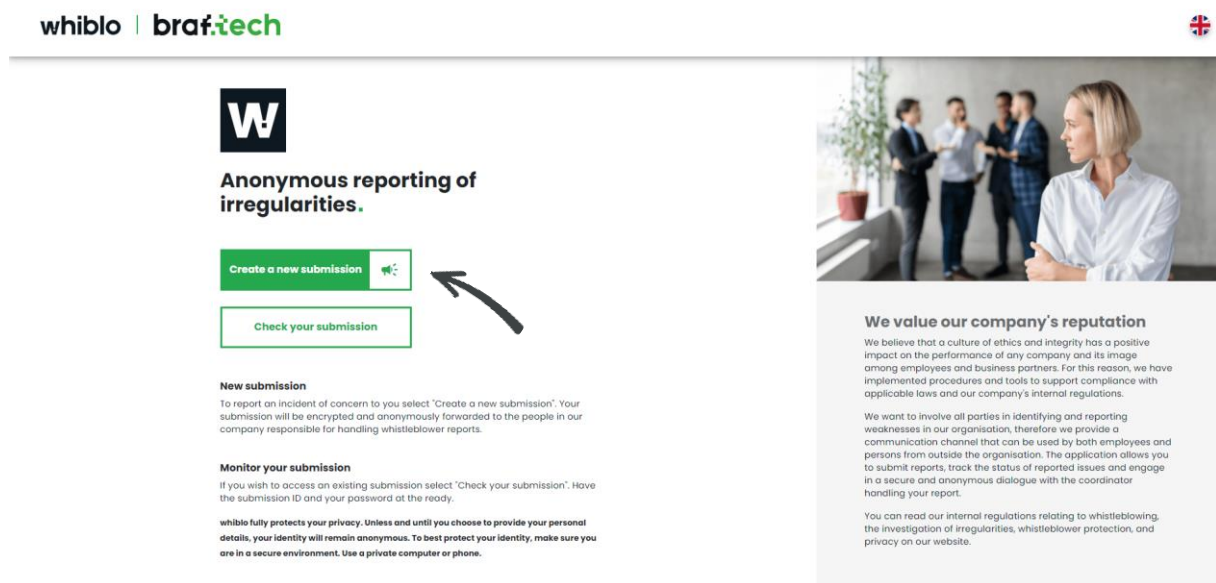 whiblo | braf.tech
W
Anonymous reporting of
irregularities.
Create a new submission
Check your submission
New submission
To report an incident of concern to you select "Create a new submission". Your
submission will be encrypted and anonymously forwarded to the people in our
company responsible for handling whistleblower reports.
Monitor your submission
If you wish to access an existing submission select "Check your submission". Have
the submission ID and your password at the ready.
whiblo fully protects your privacy. Unless and until you choose to provide your personal
details, your identity will remain anonymous. To best protect your identity, make sure you
are in a secure environment. Use a private computer or phone.
We value our company's reputation
We believe that a culture of ethics and integrity has a positive
impact on the performance of any company and its image
among employees and business partners. For this reason, we have
implemented procedures and tools to support compliance with
applicable laws and our company's internal regulations.
We want to involve all parties in identifying and reporting
weaknesses in our organisation, therefore we provide a
communication channel that can be used by both employees and
persons from outside the organisation. The application allows you
to submit reports, track the status of reported issues and engage
in a secure and anonymous dialogue with the coordinator
handling your report.
You can read our internal regulations relating to whistleblowing,
the investigation of irregularities, whistleblower protection, and
privacy on our website.